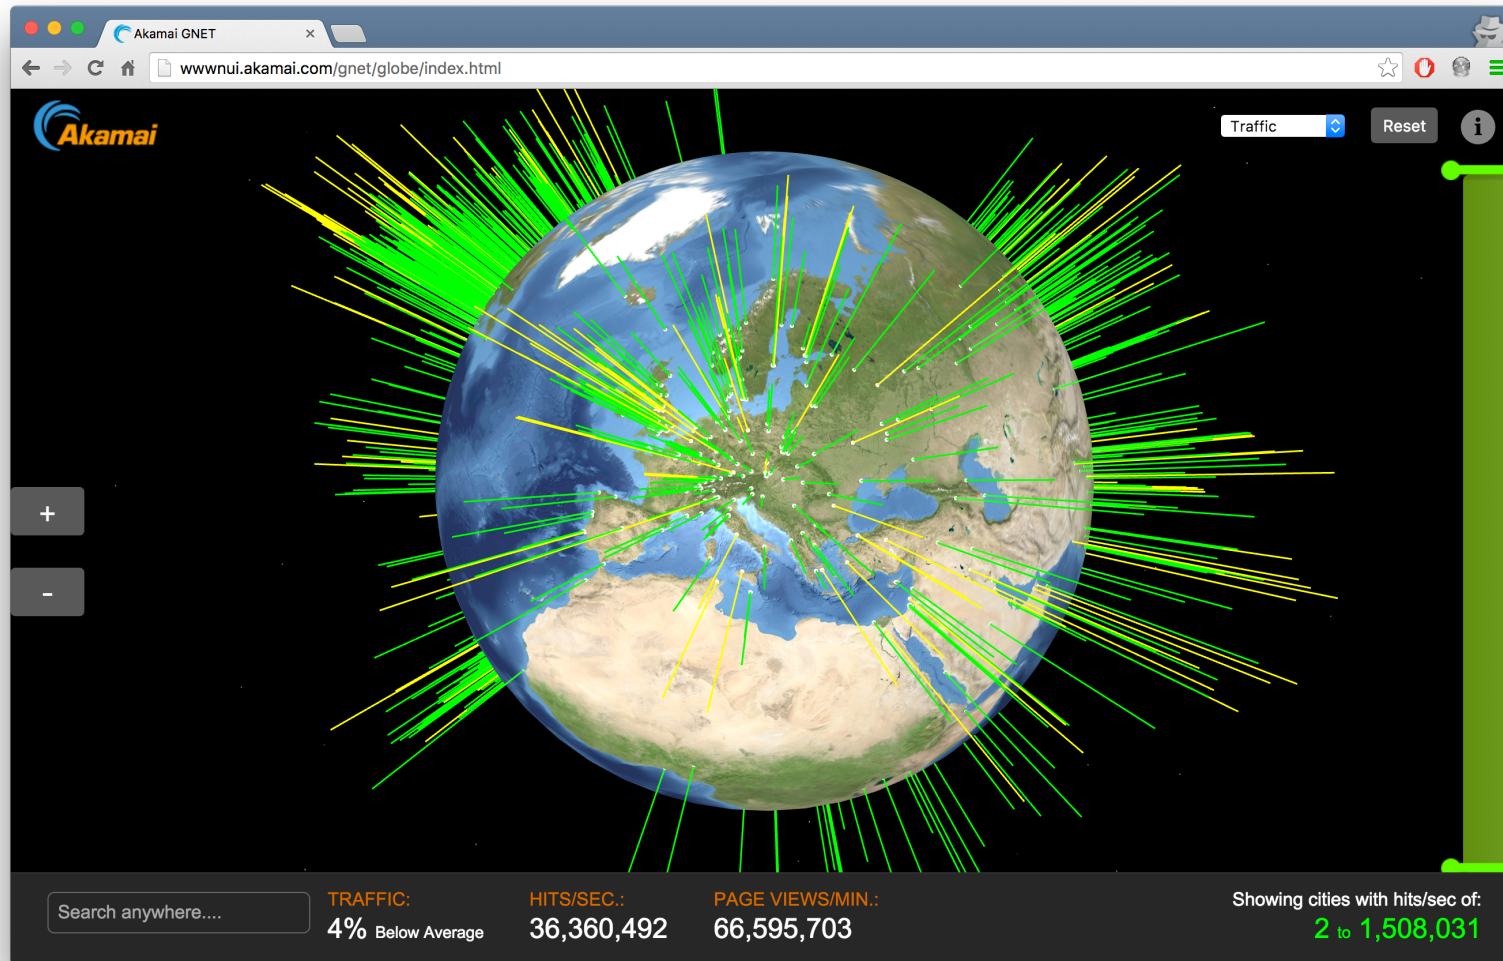 Akamai GNET
wwwnui.akamai.com/gnet/globe/index.html
Akamai
Traffic
Reset
i
+
-
Search anywhere....
TRAFFIC:
4% Below Average
HITS/SEC.:
36,360,492
PAGE VIEWS/MIN.:
66,595,703
Showing cities with hits/sec of:
2 to 1,508,031